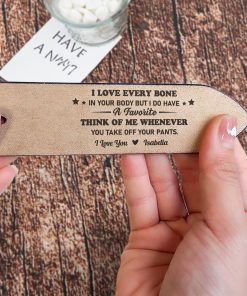 HAVE
A NICE
I LOVE EVERY BONE
IN YOUR BODY BUT I DO HAVE
A Favorite
THINK OF ME WHENEVER
YOU TAKE OFF YOUR PANTS.
I Love You ♥ Isabella